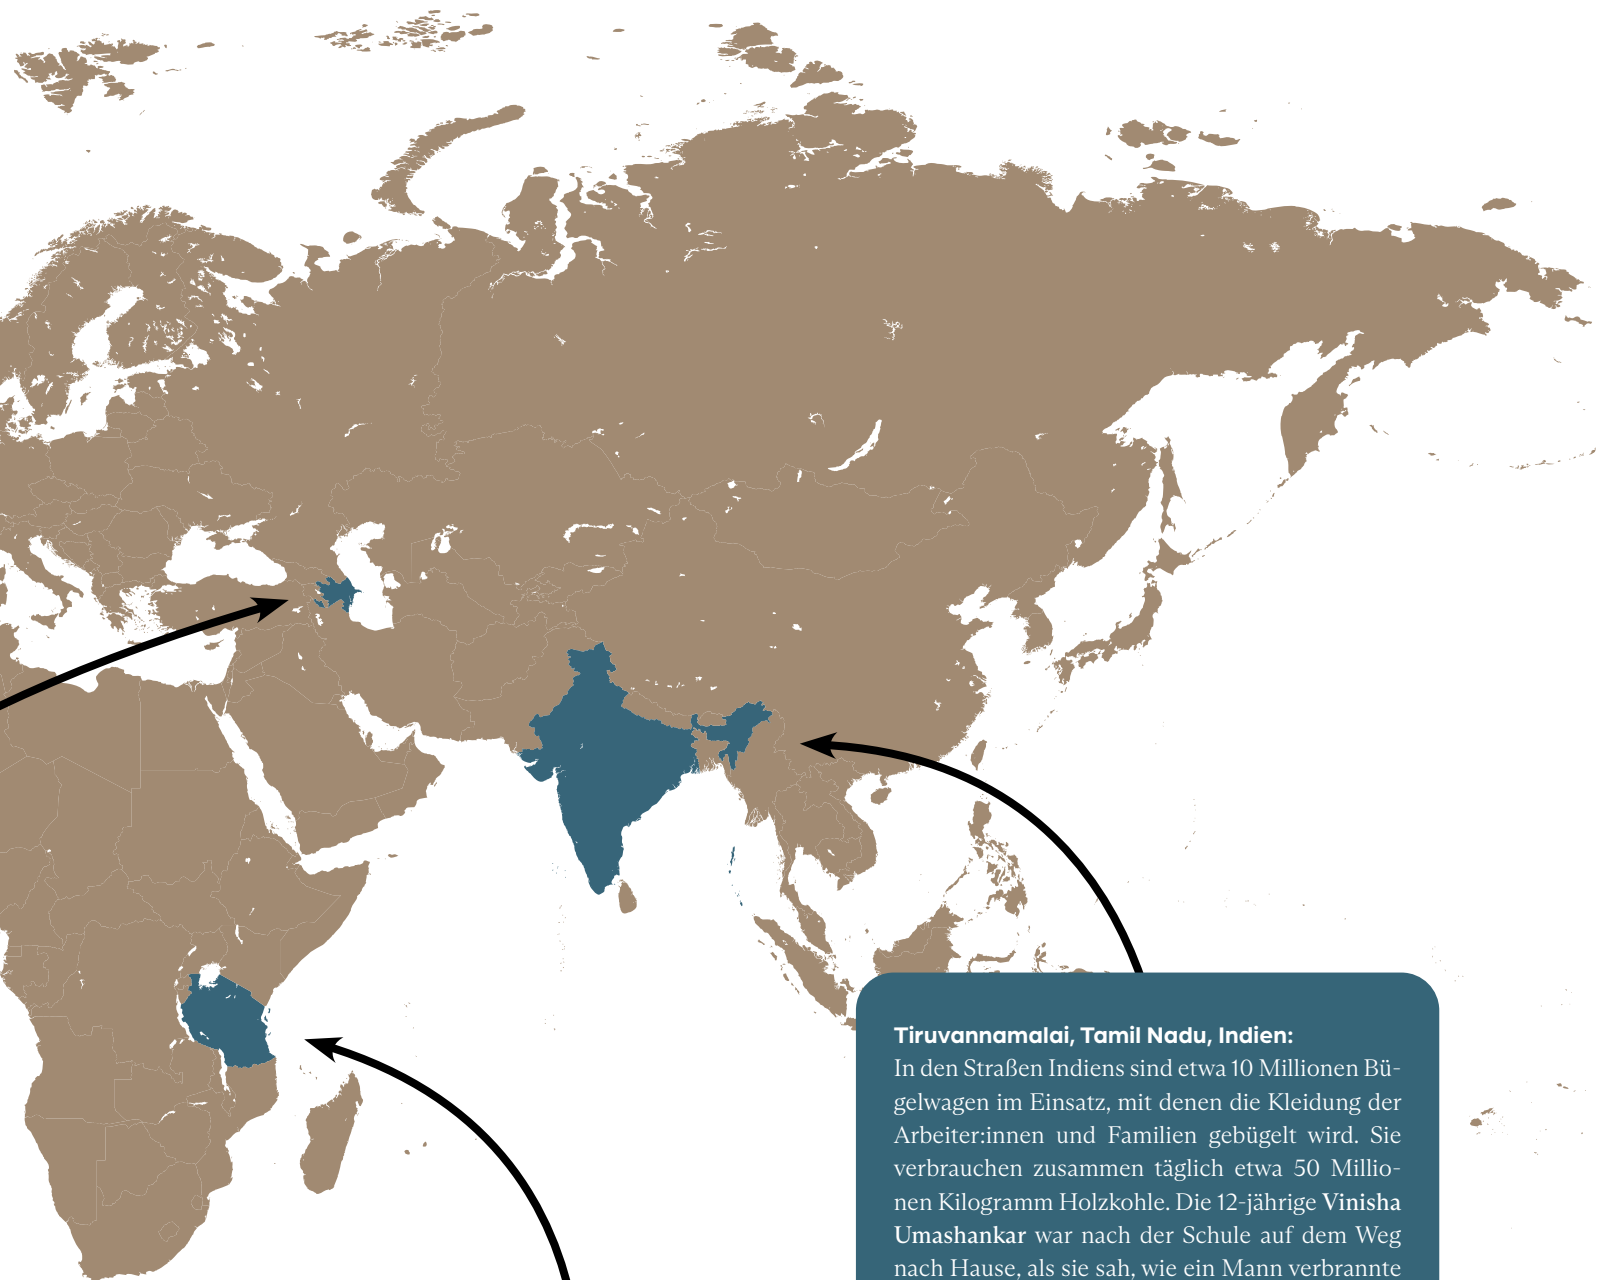 Tiruvannamalai, Tamil Nadu, Indien:
In den Straßen Indiens sind etwa 10 Millionen Bü-
gelwagen im Einsatz, mit denen die Kleidung der
Arbeiter:innen und Familien gebügelt wird. Sie
verbrauchen zusammen täglich etwa 50 Millio-
nen Kilogramm Holzkohle. Die 12-jährige Vinisha
Umashankar war nach der Schule auf dem Weg
nach Hause, als sie sah, wie ein Mann verbrannte